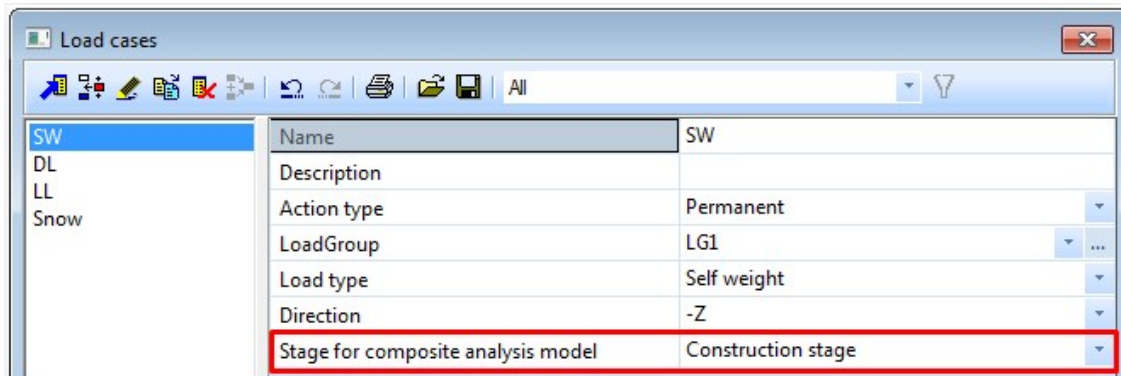 Load cases
All
SW
DL
LL
Snow
Name SW
Description
Action type Permanent
LoadGroup LG1 ...
Load type Self weight
Direction -Z
Stage for composite analysis model Construction stage